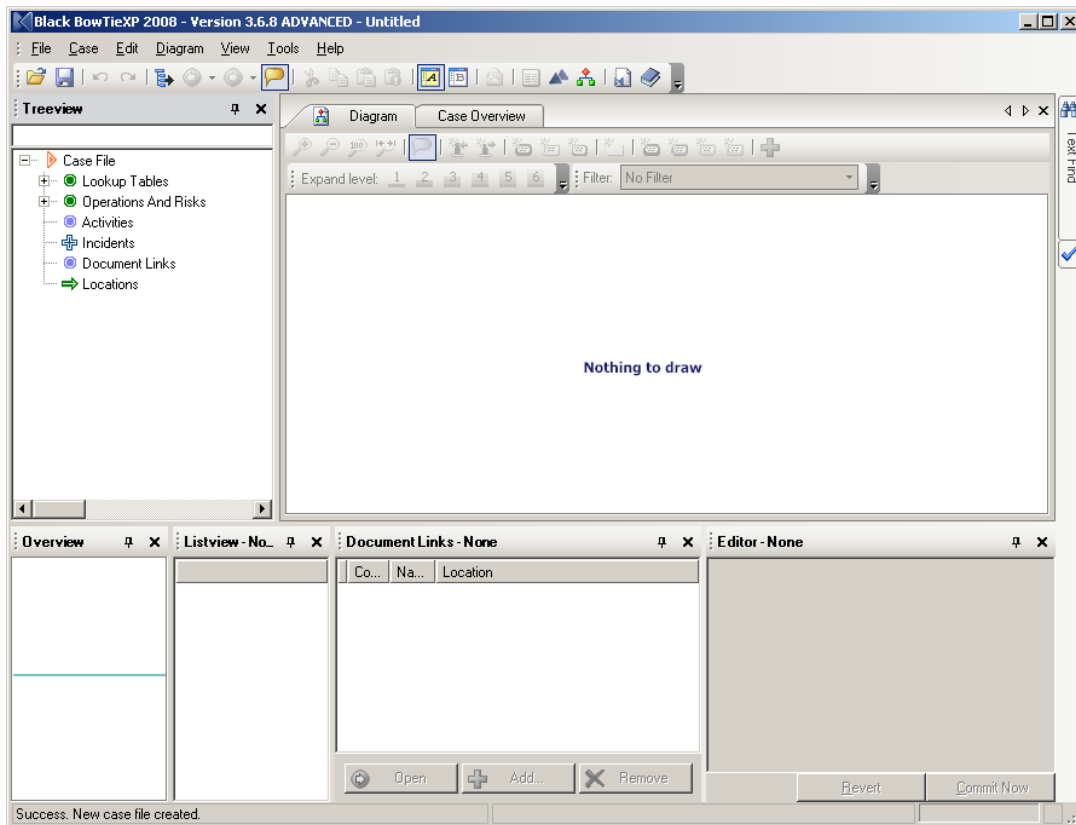 Black BowTieXP 2008 - Version 3.6.8 ADVANCED - Untitled
File Case Edit Diagram View Tools Help
A B
Treeview
Diagram Case Overview
Text Find
100
Expand level: 1 2 3 4 5 6 Filter: No Filter
Case File
Lookup Tables
Operations And Risks
Activities
Incidents
Document Links
Locations
Nothing to draw
Overview Listview - No... Document Links - None Editor - None
Co... Na... Location
Open Add... Remove
Revert Commit Now
Success. New case file created.